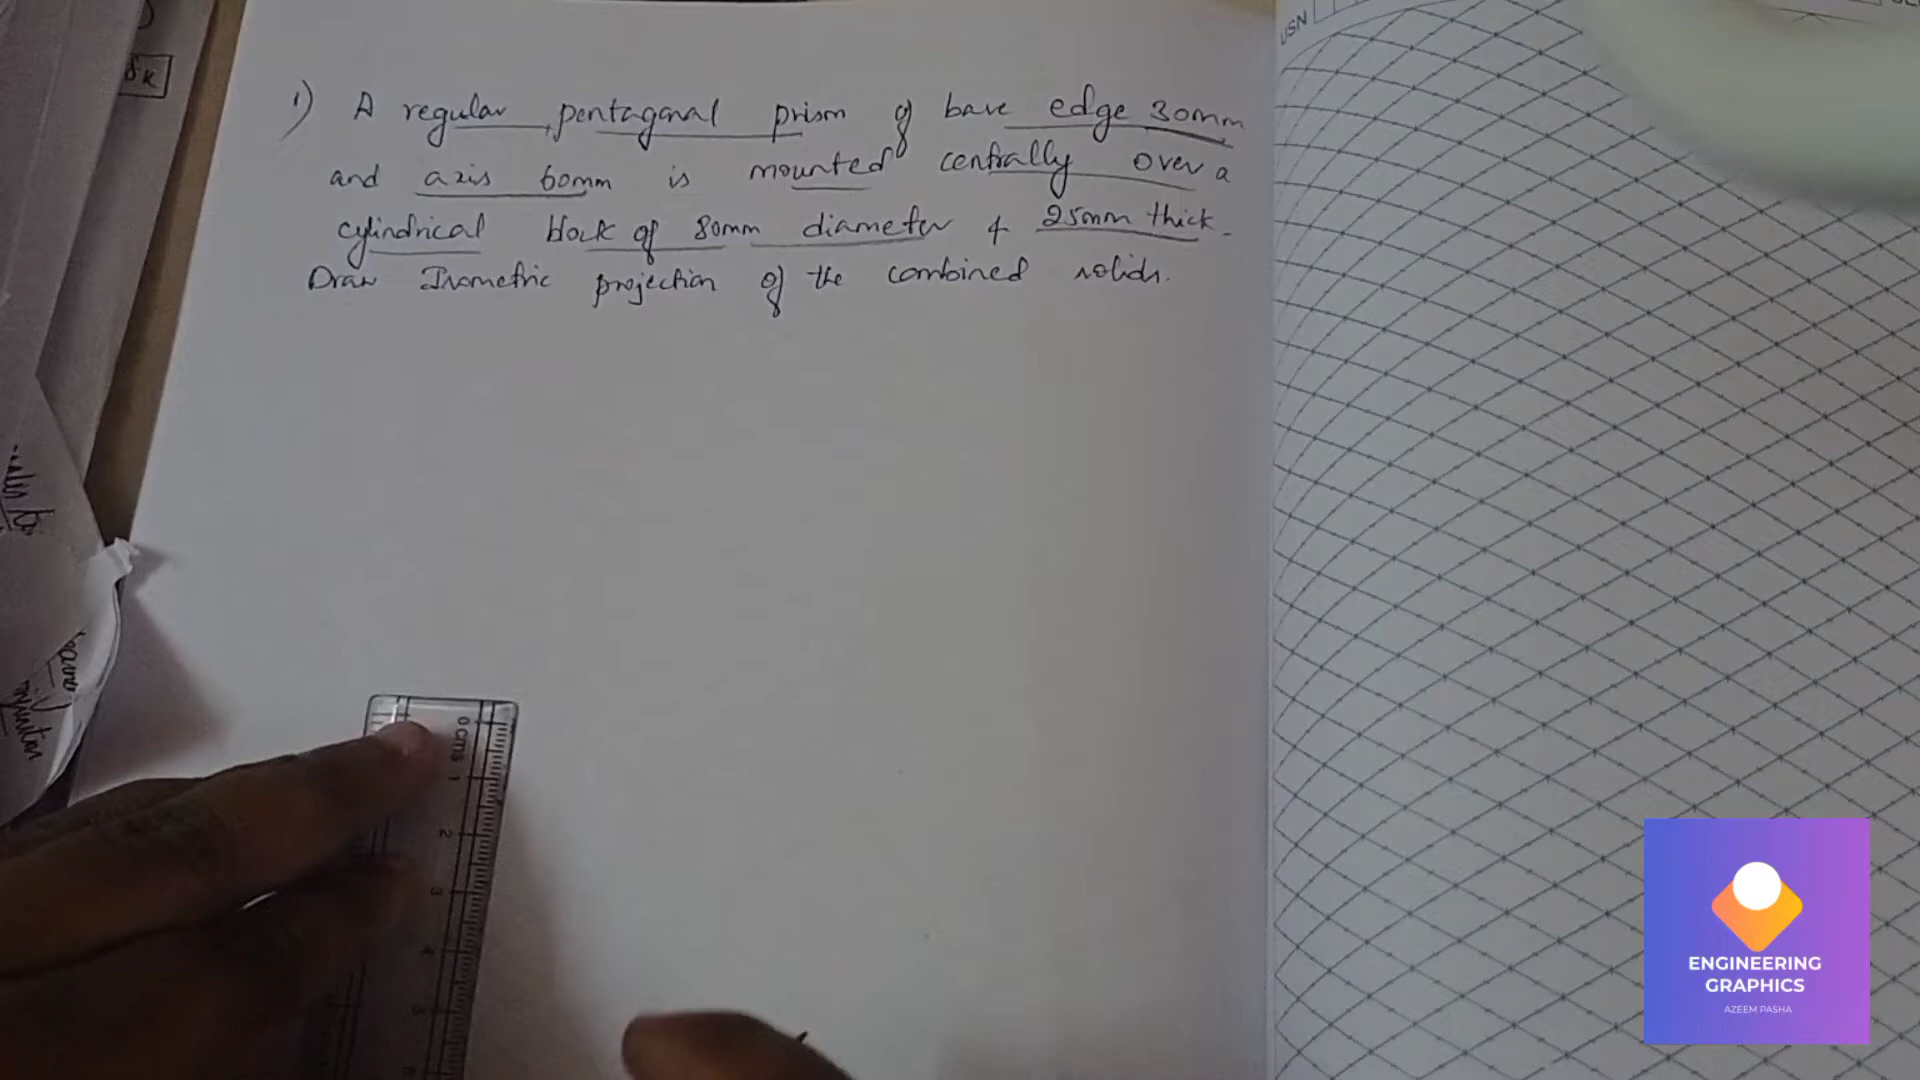 1) A regular pentagonal prism of base edge 30mm
and axis 60mm is mounted centrally over a
cylindrical block of 80mm diameter & 25mm thick.
Draw Isometric projection of the combined solids.
USN
0 cms 1 2 3 4 5
ENGINEERING
GRAPHICS
AZEEM PASHA